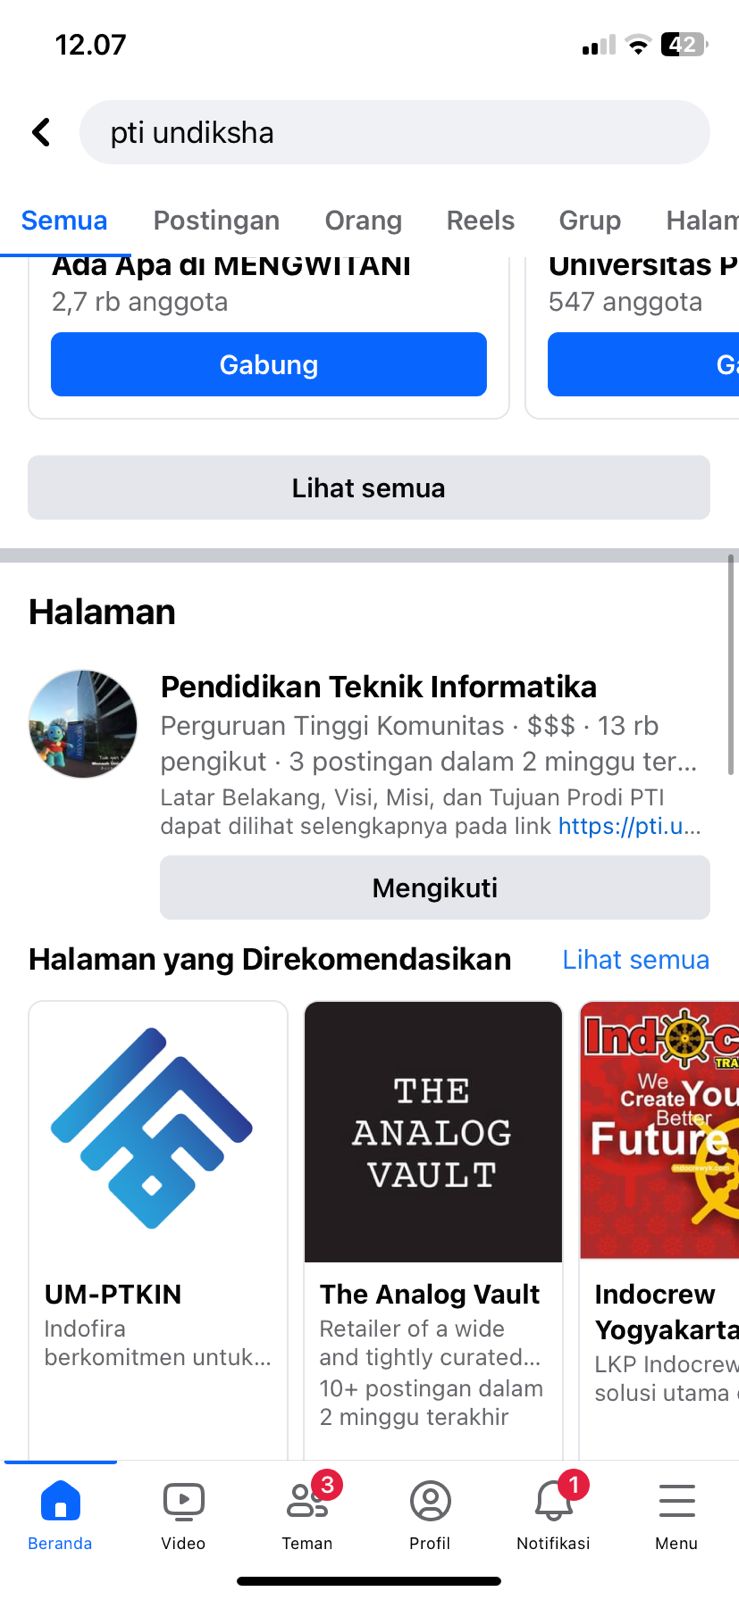 12.07
42
pti undiksha
Semua Postingan Orang Reels Grup Halam
Ada Apa di MENGWITANI
2,7 rb anggota
Gabung
Universitas P
547 anggota
Ga
Lihat semua
Halaman
Pendidikan Teknik Informatika
Perguruan Tinggi Komunitas · $$$ · 13 rb
pengikut · 3 postingan dalam 2 minggu ter...
Latar Belakang, Visi, Misi, dan Tujuan Prodi PTI
dapat dilihat selengkapnya pada link https://pti.u...
Mengikuti
Halaman yang Direkomendasikan
Lihat semua
UM-PTKIN
Indofira
berkomitmen untuk...
THE
ANALOG
VAULT
The Analog Vault
Retailer of a wide
and tightly curated...
10+ postingan dalam
2 minggu terakhir
Indoc
TRA
We
Create You
Better
Future
indocrewyk.com
Indocrew
Yogyakarta
LKP Indocrew
solusi utama
3
1
Beranda Video Teman Profil Notifikasi Menu